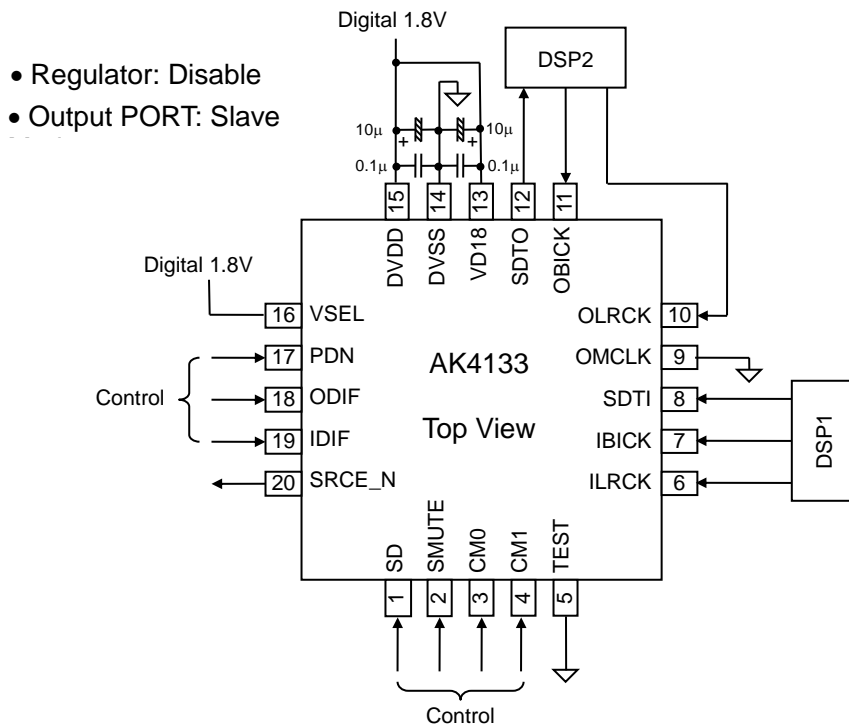 Digital 1.8V
• Regulator: Disable
• Output PORT: Slave
DSP2
10µ
+
+
10µ
0.1µ
0.1µ
15
14
13
12
11
DVDD
DVSS
VD18
SDTO
OBICK
Digital 1.8V
16 VSEL
17 PDN
18 ODIF
19 IDIF
20 SRCE_N
Control
AK4133
Top View
OLRCK 10
OMCLK 9
SDTI 8
IBICK 7
ILRCK 6
DSP1
SD
SMUTE
CM0
CM1
TEST
1
2
3
4
5
Control